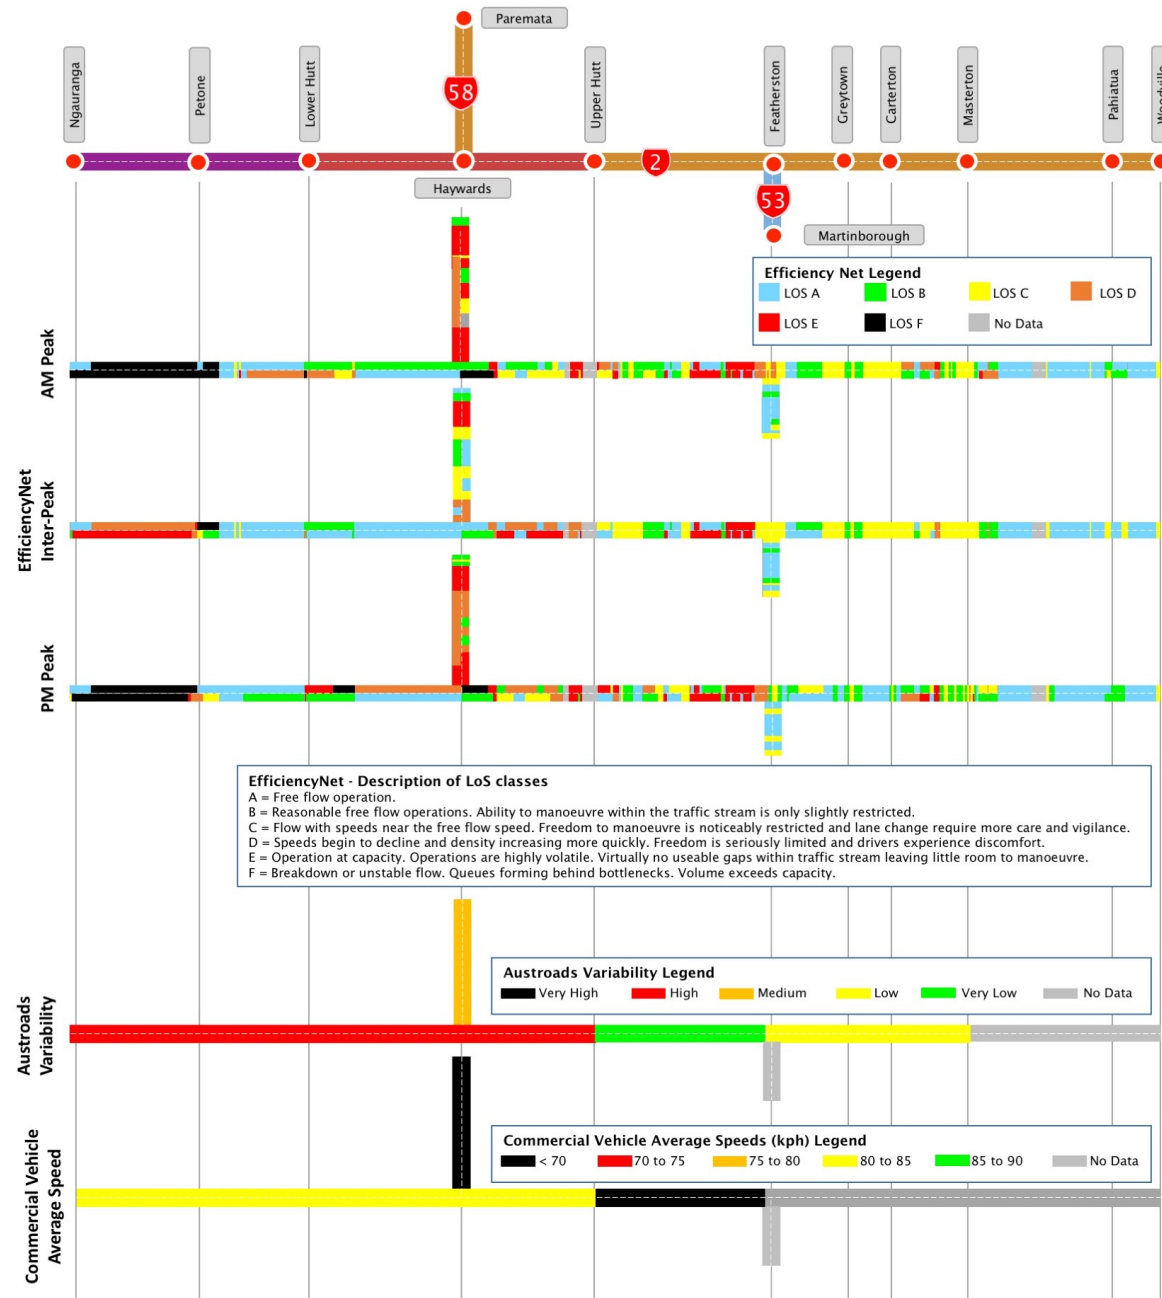 Paremata
Ngauranga
Petone
Lower Hutt
58
Upper Hutt
Featherston
Greytown
Carterton
Masterton
Pahiatua
2
Haywards
53
Martinborough
Efficiency Net Legend
LOS A
LOS B
LOS C
LOS D
LOS E
LOS F
No Data
AM Peak
EfficiencyNet
Inter-Peak
PM Peak
EfficiencyNet - Description of LoS classes
A = Free flow operation.
B = Reasonable free flow operations. Ability to manoeuvre within the traffic stream is only slightly restricted.
C = Flow with speeds near the free flow speed. Freedom to manoeuvre is noticeably restricted and lane change require more care and vigilance.
D = Speeds begin to decline and density increasing more quickly. Freedom is seriously limited and drivers experience discomfort.
E = Operation at capacity. Operations are highly volatile. Virtually no useable gaps within traffic stream leaving little room to manoeuvre.
F = Breakdown or unstable flow. Queues forming behind bottlenecks. Volume exceeds capacity.
Austroads Variability Legend
Very High
High
Medium
Low
Very Low
No Data
Austroads
Variability
Commercial Vehicle Average Speeds (kph) Legend
< 70
70 to 75
75 to 80
80 to 85
85 to 90
No Data
Commercial Vehicle
Average Speed